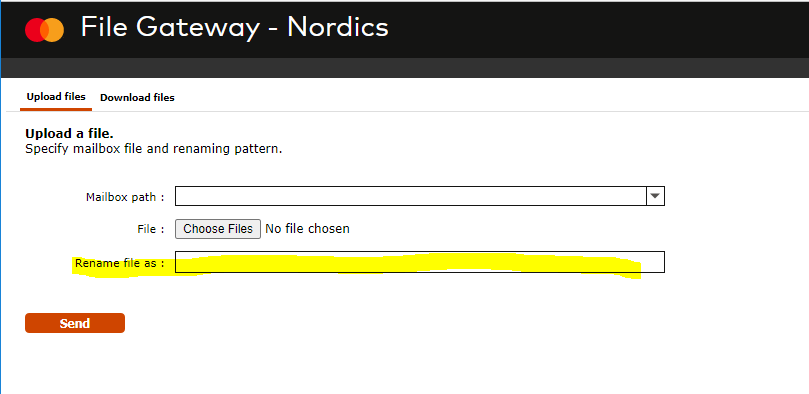 File Gateway - Nordics
Upload files Download files
Upload a file.
Specify mailbox file and renaming pattern.
Mailbox path :
File : Choose Files No file chosen
Rename file as :
Send